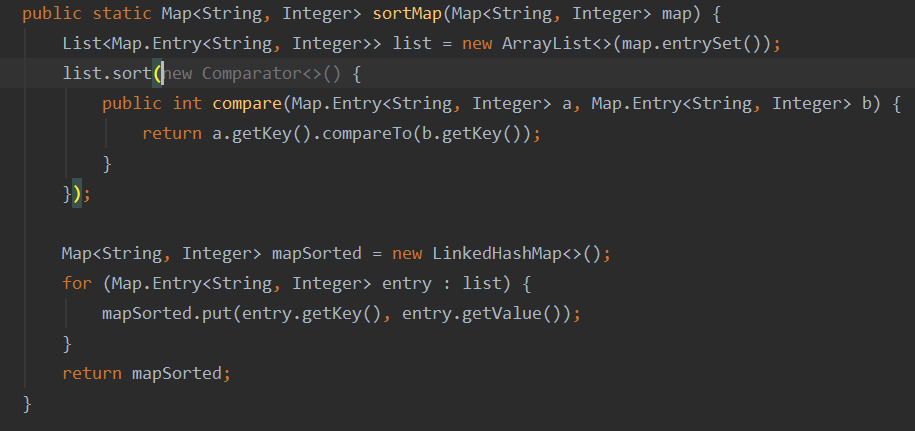 public static Map<String, Integer> sortMap(Map<String, Integer> map) {
    List<Map.Entry<String, Integer>> list = new ArrayList<>(map.entrySet());
    list.sort(new Comparator<>() {
        public int compare(Map.Entry<String, Integer> a, Map.Entry<String, Integer> b) {
            return a.getKey().compareTo(b.getKey());
        }
    });

    Map<String, Integer> mapSorted = new LinkedHashMap<>();
    for (Map.Entry<String, Integer> entry : list) {
        mapSorted.put(entry.getKey(), entry.getValue());
    }
    return mapSorted;
}